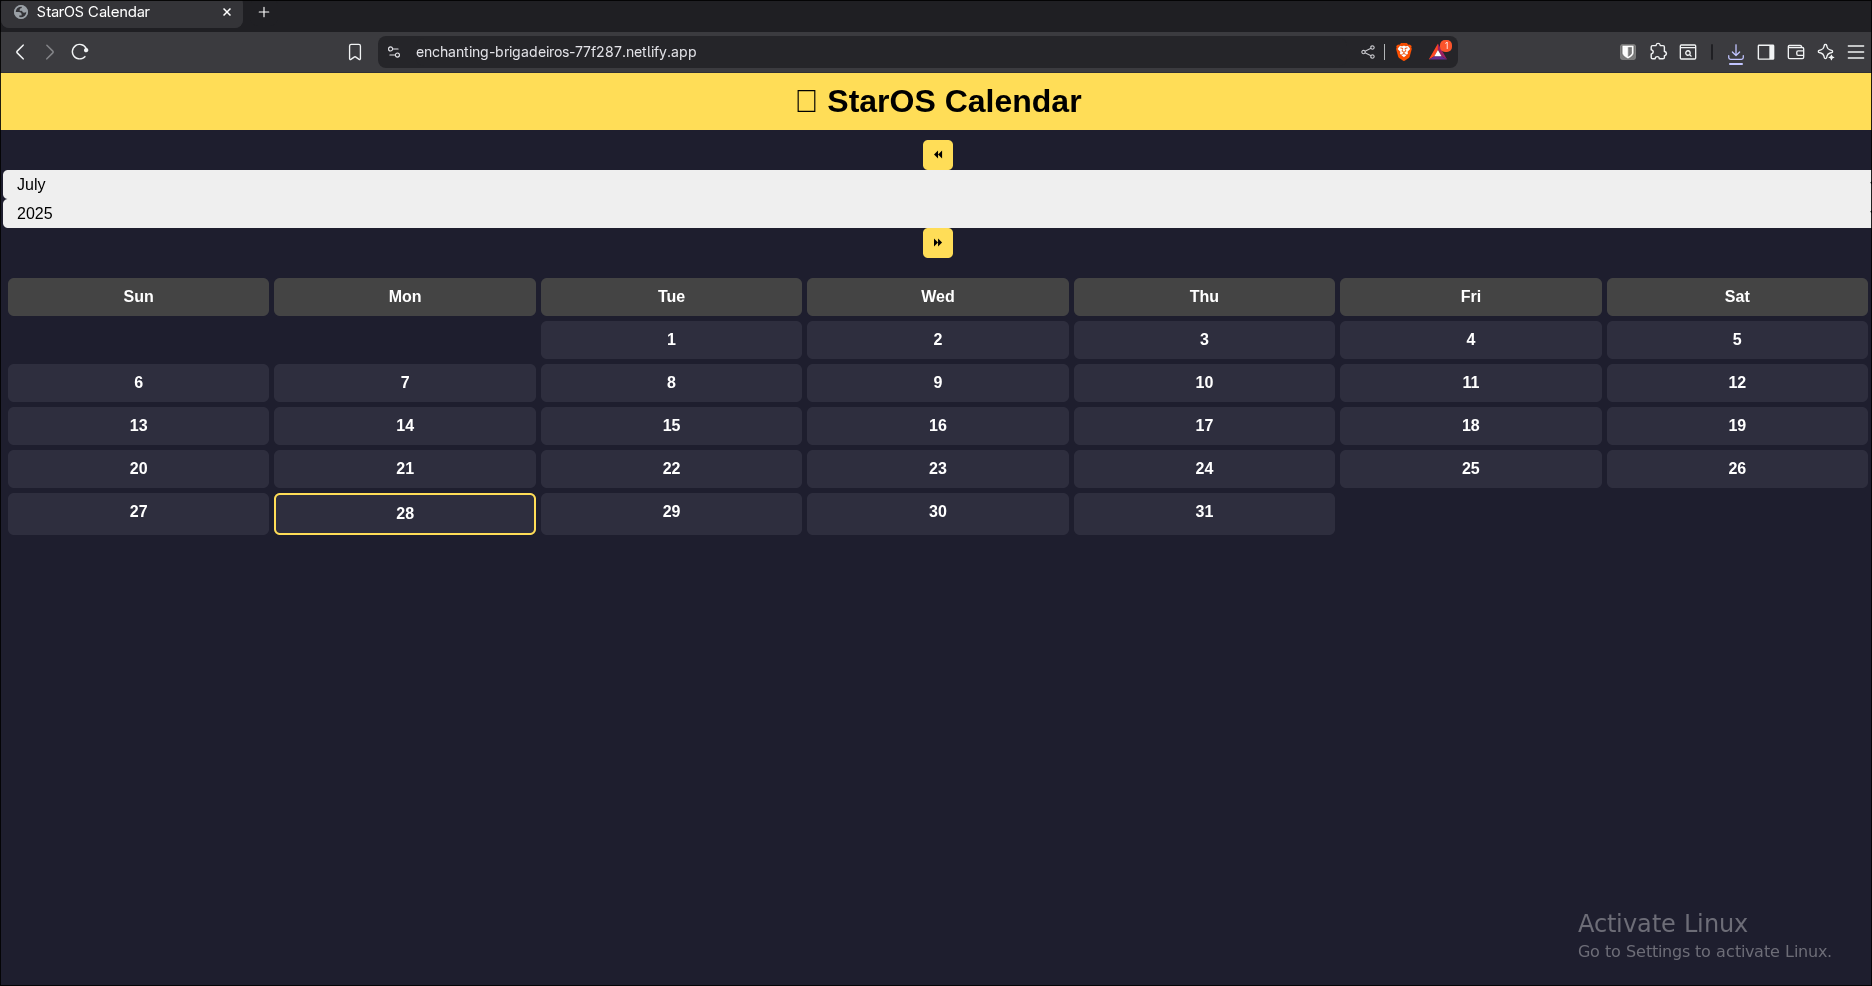 StarOS Calendar
enchanting-brigadeiros-77f287.netlify.app
1
StarOS Calendar
July
2025
Sun Mon Tue Wed Thu Fri Sat
1 2 3 4 5
6 7 8 9 10 11 12
13 14 15 16 17 18 19
20 21 22 23 24 25 26
27 28 29 30 31
Activate Linux
Go to Settings to activate Linux.